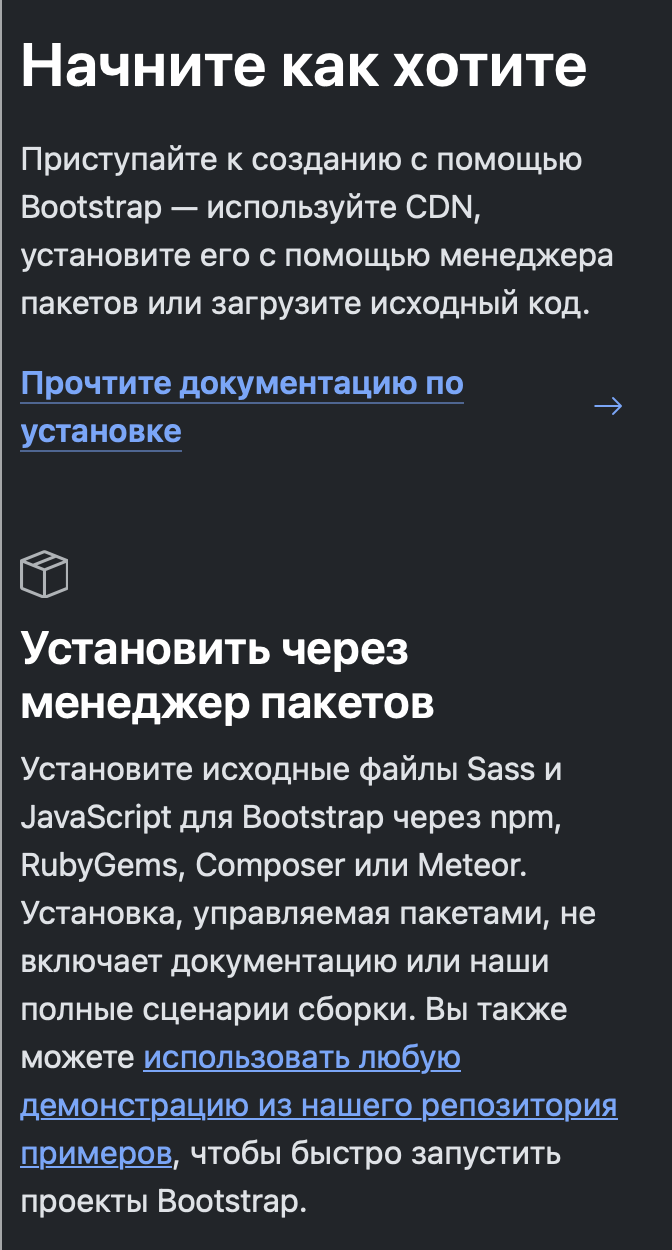 Начните как хотите
Приступайте к созданию с помощью
Bootstrap — используйте CDN,
установите его с помощью менеджера
пакетов или загрузите исходный код.
Прочтите документацию по
установке
Установить через
менеджер пакетов
Установите исходные файлы Sass и
JavaScript для Bootstrap через npm,
RubyGems, Composer или Meteor.
Установка, управляемая пакетами, не
включает документацию или наши
полные сценарии сборки. Вы также
можете использовать любую
демонстрацию из нашего репозитория
примеров, чтобы быстро запустить
проекты Bootstrap.